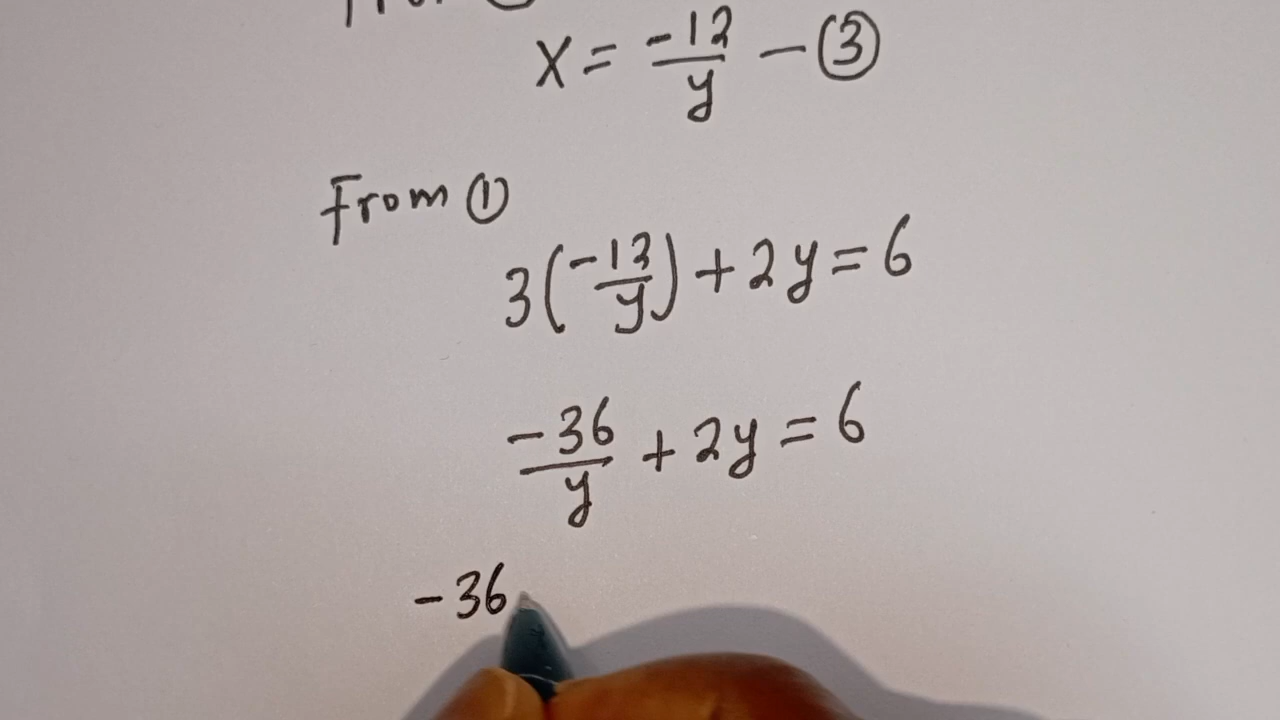 x = -12/y - ③
From ①
3(-12/y) + 2y = 6
-36/y + 2y = 6
-36